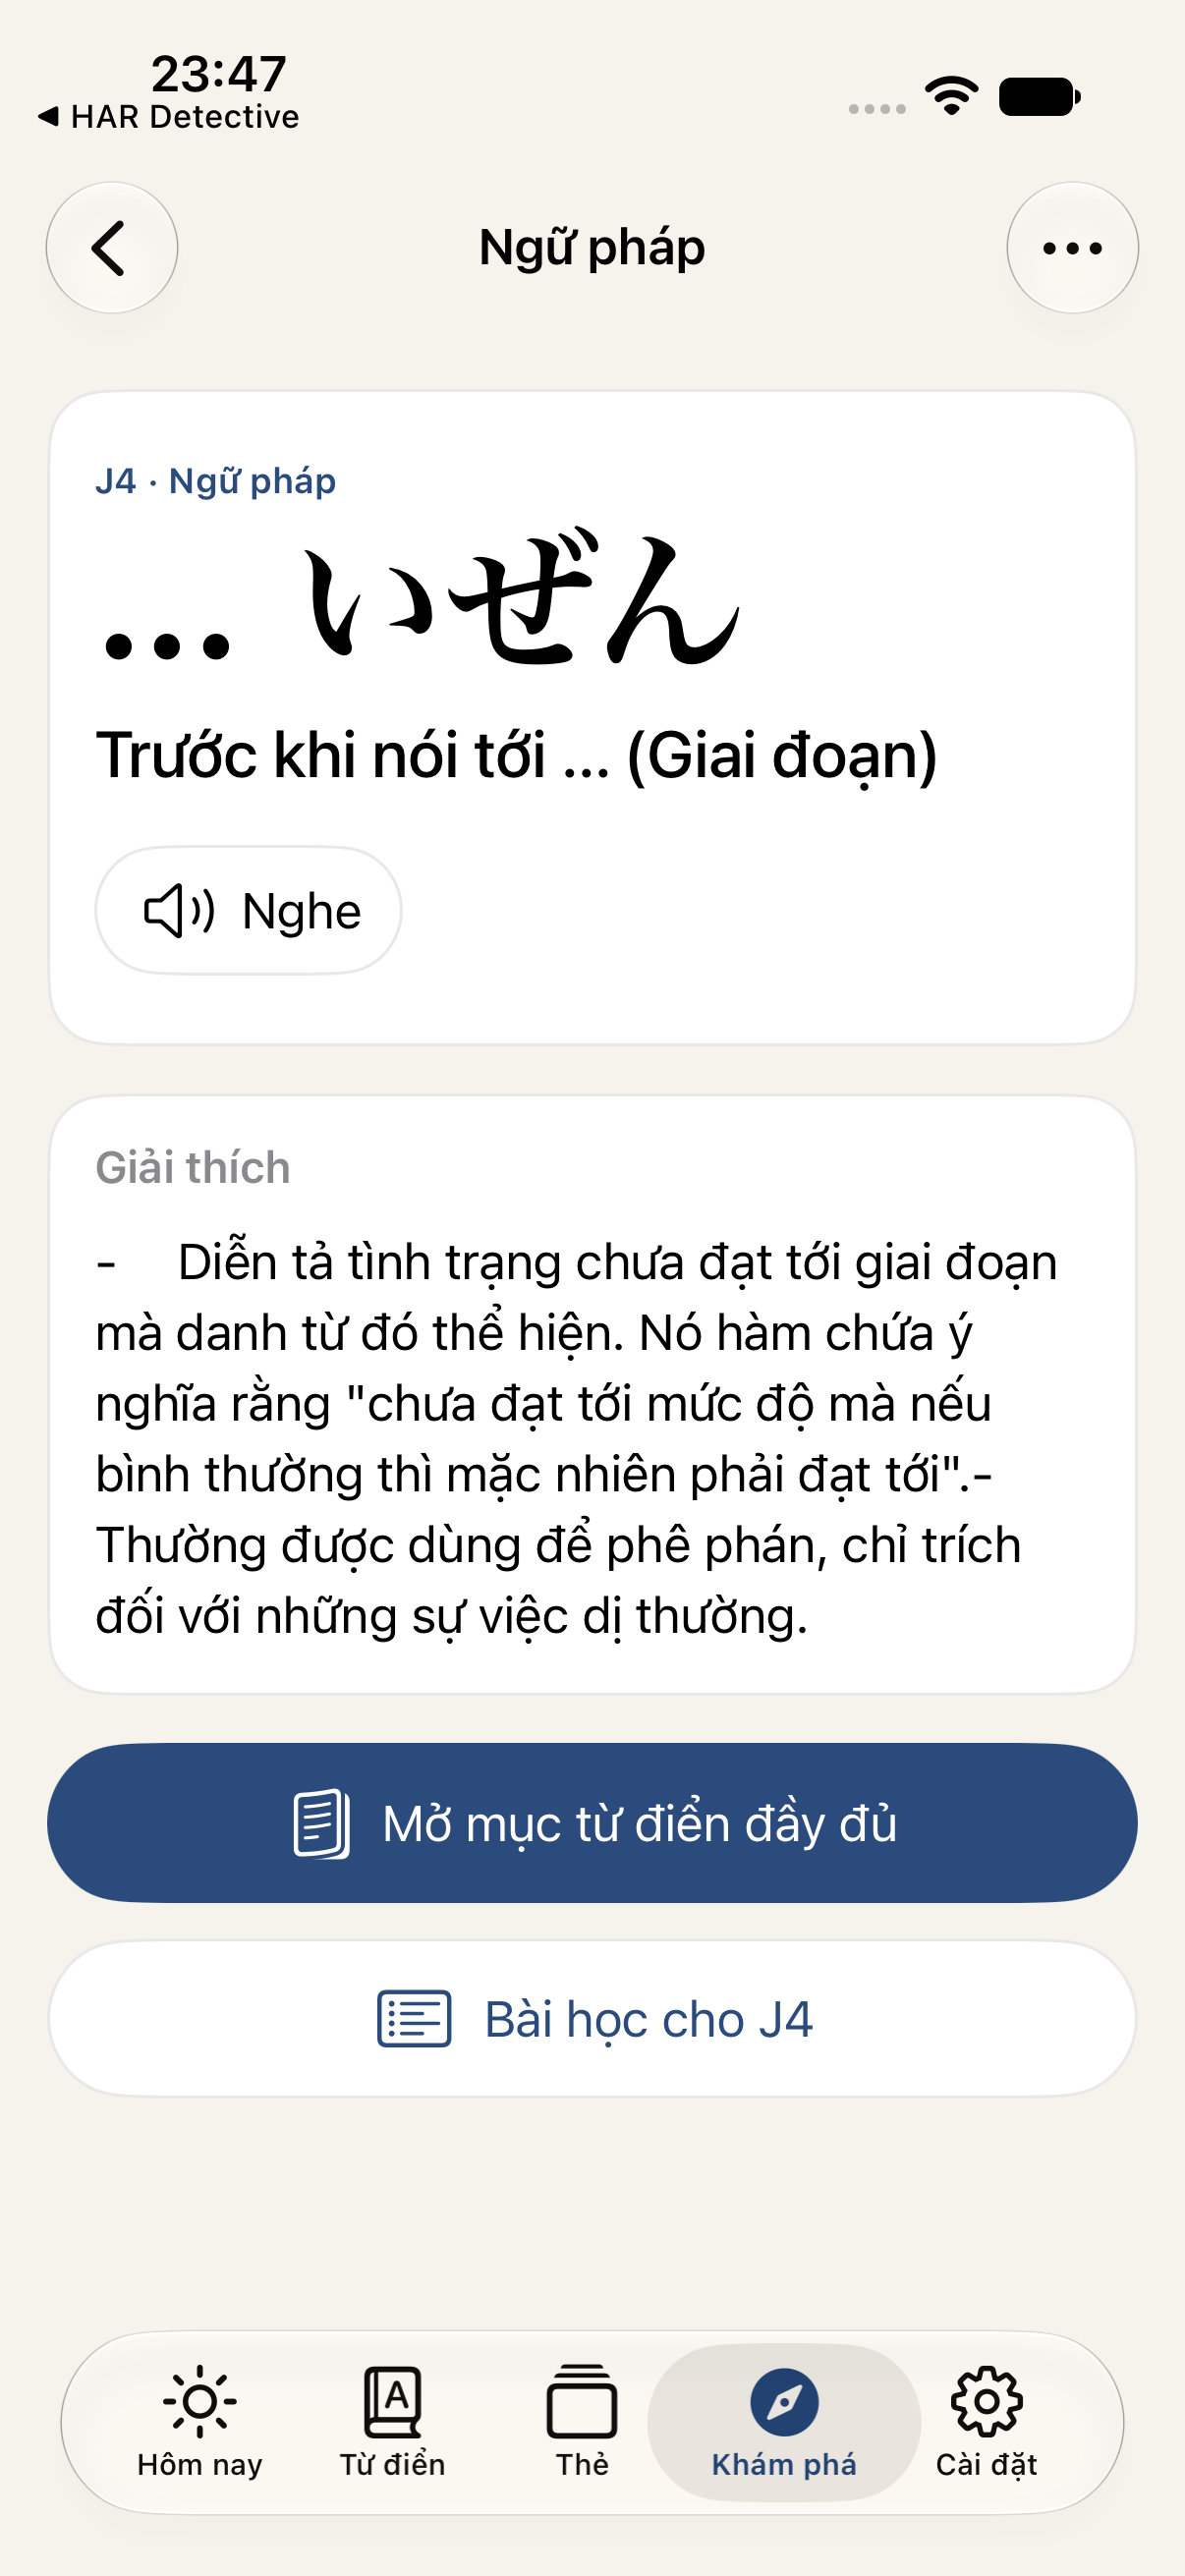 23:47
◀ HAR Detective
Ngữ pháp
J4 · Ngữ pháp
... いぜん
Trước khi nói tới ... (Giai đoạn)
Nghe
Giải thích
- Diễn tả tình trạng chưa đạt tới giai đoạn
mà danh từ đó thể hiện. Nó hàm chứa ý
nghĩa rằng "chưa đạt tới mức độ mà nếu
bình thường thì mặc nhiên phải đạt tới".-
Thường được dùng để phê phán, chỉ trích
đối với những sự việc dị thường.
Mở mục từ điển đầy đủ
Bài học cho J4
Hôm nay
Từ điển
Thẻ
Khám phá
Cài đặt